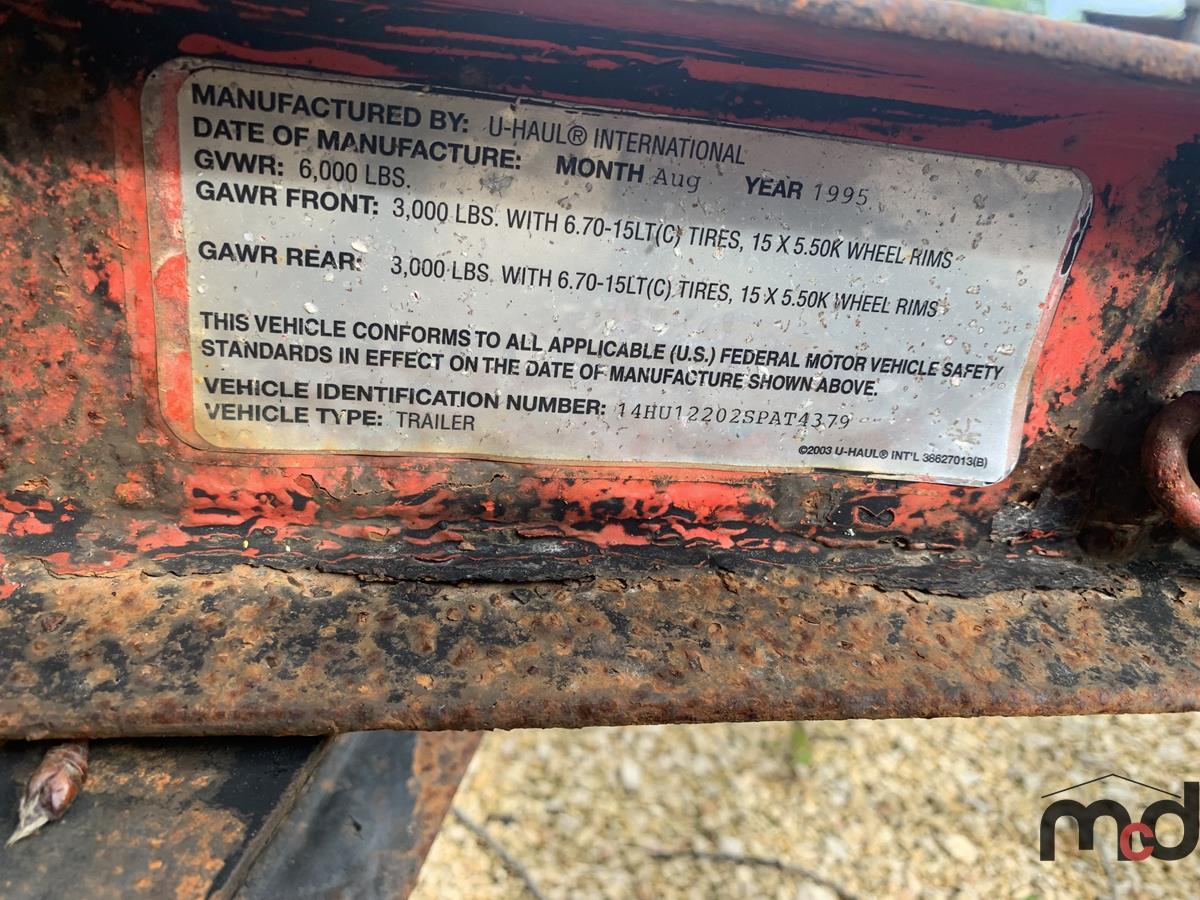 MANUFACTURED BY: U-HAUL® INTERNATIONAL
DATE OF MANUFACTURE: MONTH Aug YEAR 1995
GVWR: 6,000 LBS.
GAWR FRONT: 3,000 LBS. WITH 6.70-15LT(C) TIRES, 15 X 5.50K WHEEL RIMS
GAWR REAR: 3,000 LBS. WITH 6.70-15LT(C) TIRES, 15 X 5.50K WHEEL RIMS
THIS VEHICLE CONFORMS TO ALL APPLICABLE (U.S.) FEDERAL MOTOR VEHICLE SAFETY
STANDARDS IN EFFECT ON THE DATE OF MANUFACTURE SHOWN ABOVE.
VEHICLE IDENTIFICATION NUMBER: 14HU12202SPAT4379
VEHICLE TYPE: TRAILER
©2003 U-HAUL® INT'L 38627013(B)
mcd